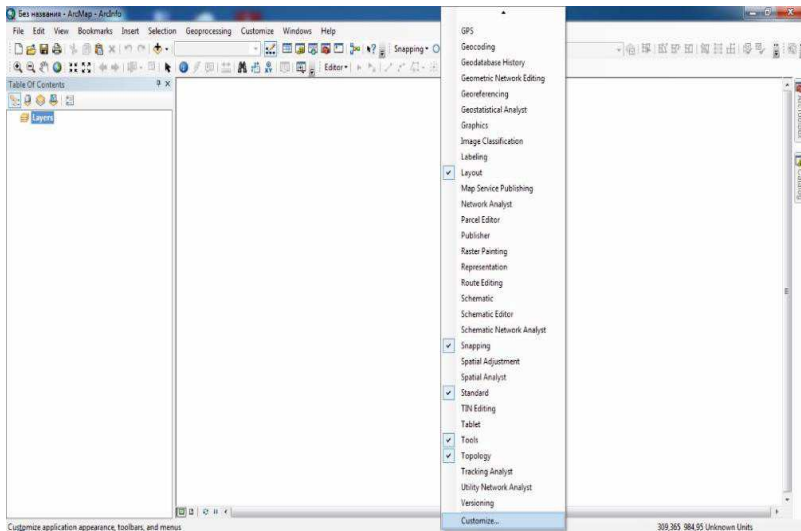 Без названия - ArcMap - ArcInfo
File Edit View Bookmarks Insert Selection Geoprocessing Customize Windows Help
Snapping
Editor
Table Of Contents
Layers
GPS
Geocoding
Geodatabase History
Geometric Network Editing
Georeferencing
Geostatistical Analyst
Graphics
Image Classification
Labeling
Layout
Map Service Publishing
Network Analyst
Parcel Editor
Publisher
Raster Painting
Representation
Route Editing
Schematic
Schematic Editor
Schematic Network Analyst
Snapping
Spatial Adjustment
Spatial Analyst
Standard
TIN Editing
Tablet
Tools
Topology
Tracking Analyst
Utility Network Analyst
Versioning
Customize...
Catalog
Customize application appearance, toolbars, and menus
309,365 984,95 Unknown Units